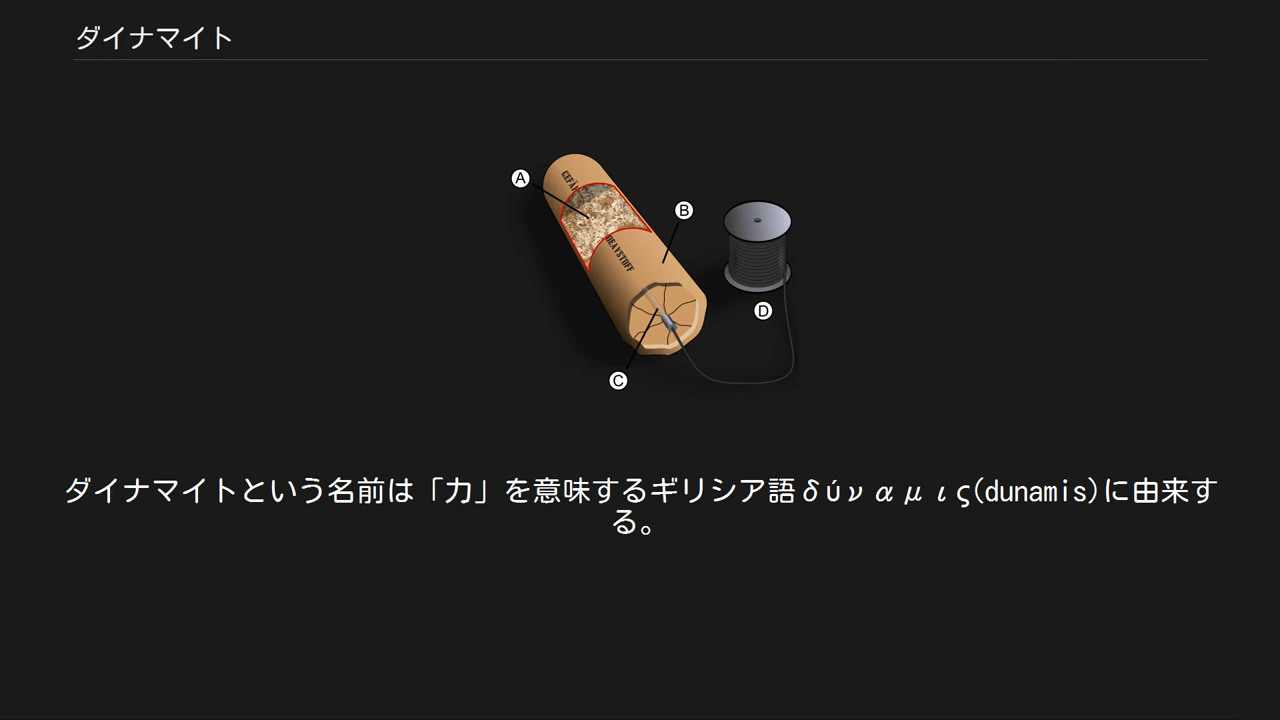 ダイナマイト
A
B
C
D
ダイナマイトという名前は「力」を意味するギリシア語δύναμις(dunamis)に由来す
る。